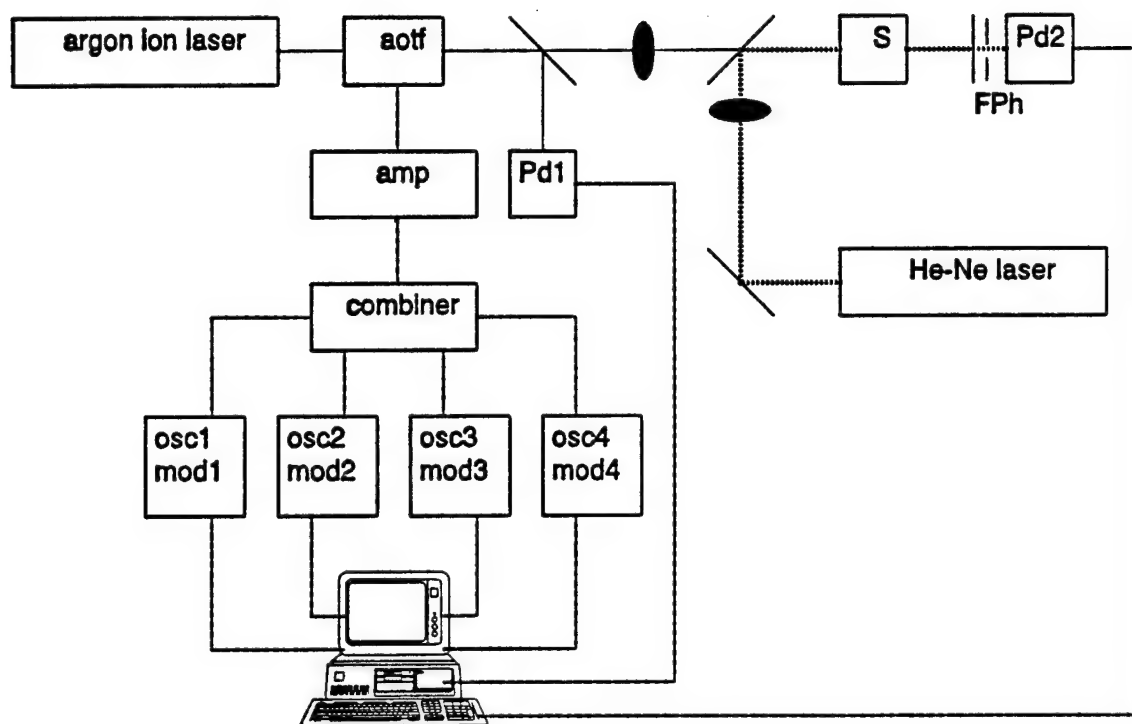 argon ion laser
aotf
S
Pd2
FPh
amp
Pd1
He-Ne laser
combiner
osc1
mod1
osc2
mod2
osc3
mod3
osc4
mod4